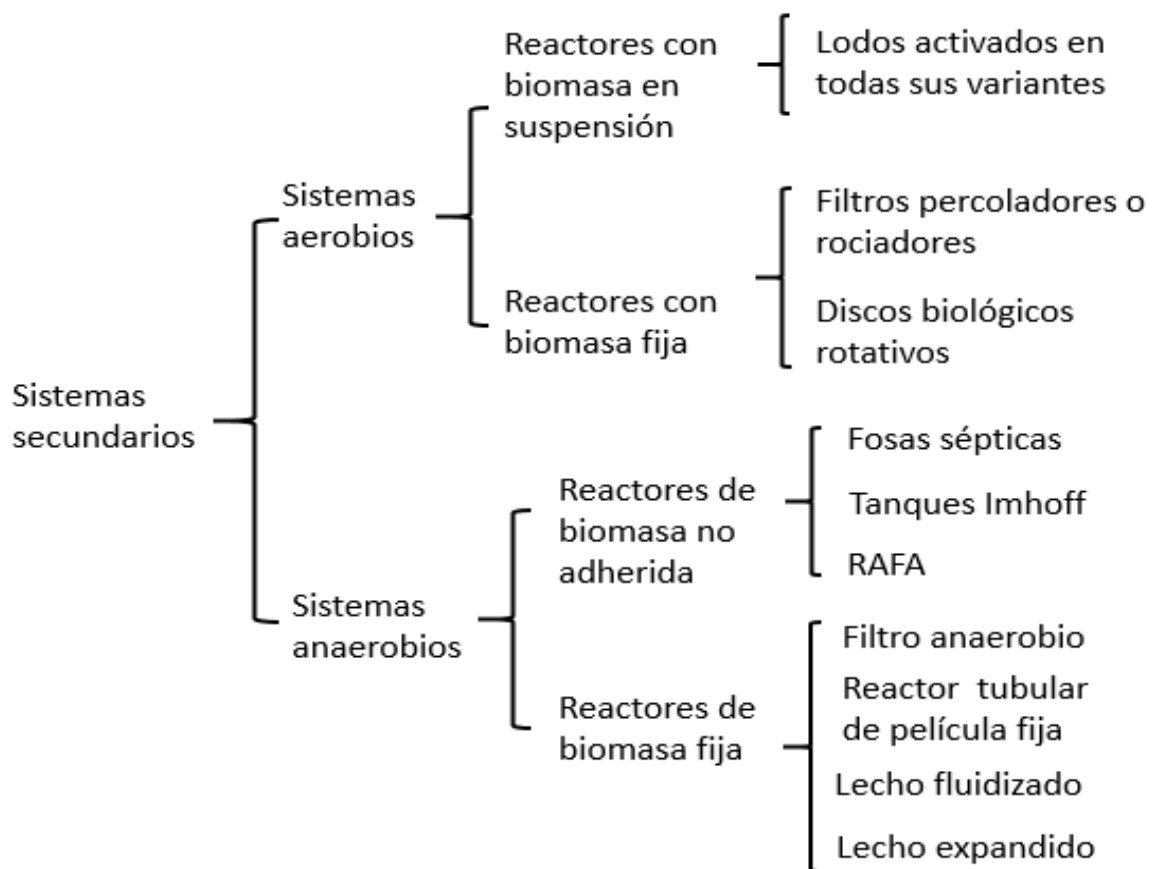 Sistemas
secundarios
Sistemas
aerobios
Reactores con
biomasa en
suspensión
Lodos activados en
todas sus variantes
Reactores con
biomasa fija
Filtros percoladores o
rociadores
Discos biológicos
rotativos
Sistemas
anaerobios
Reactores de
biomasa no
adherida
Fosas sépticas
Tanques Imhoff
RAFA
Reactores de
biomasa fija
Filtro anaerobio
Reactor tubular
de película fija
Lecho fluidizado
Lecho expandido